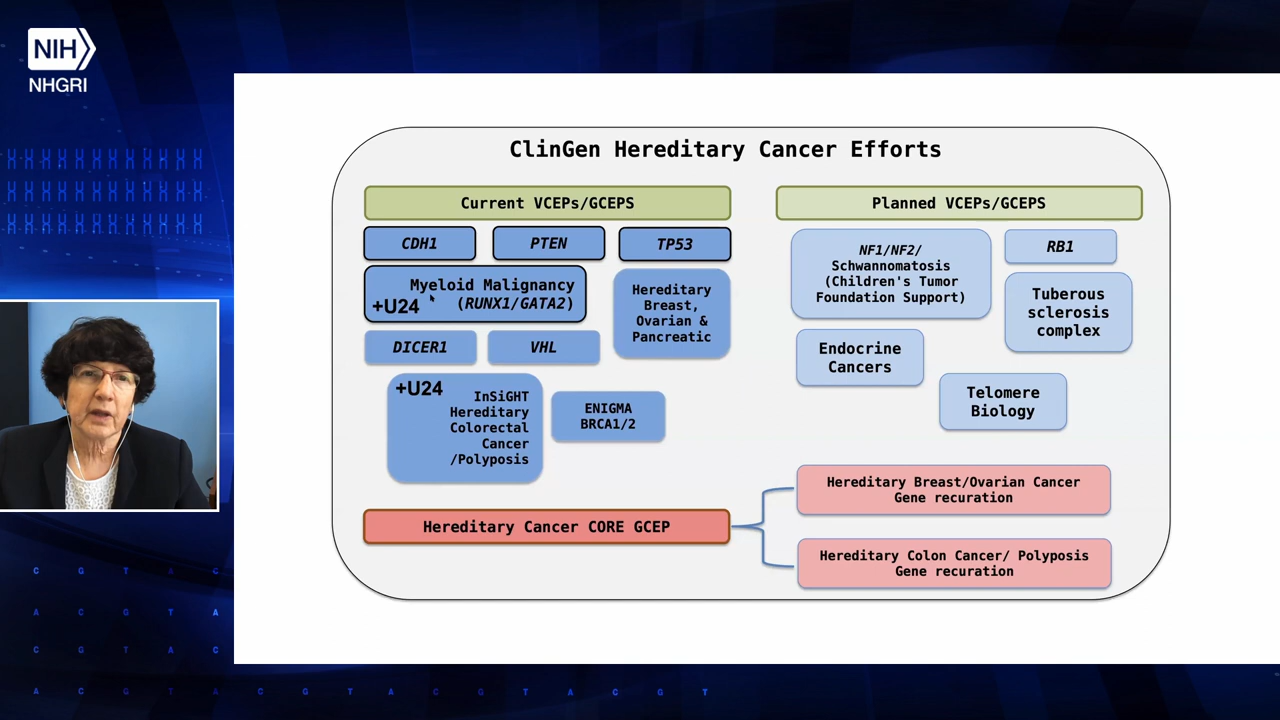 NIH
NHGRI
ClinGen Hereditary Cancer Efforts
Current VCEPs/GCEPS
CDH1
PTEN
TP53
Myeloid Malignancy
+U24
(RUNX1/GATA2)
Hereditary
Breast,
Ovarian &
Pancreatic
DICER1
VHL
+U24
InSiGHT
Hereditary
Colorectal
Cancer
/Polyposis
ENIGMA
BRCA1/2
Planned VCEPs/GCEPS
NF1/NF2/
Schwannomatosis
(Children's Tumor
Foundation Support)
RB1
Tuberous
sclerosis
complex
Endocrine
Cancers
Telomere
Biology
Hereditary Cancer CORE GCEP
Hereditary Breast/Ovarian Cancer
Gene recuration
Hereditary Colon Cancer/ Polyposis
Gene recuration
C G T A C
A C G T A
C G T A C
A C G T A C G T A C G T A C G T